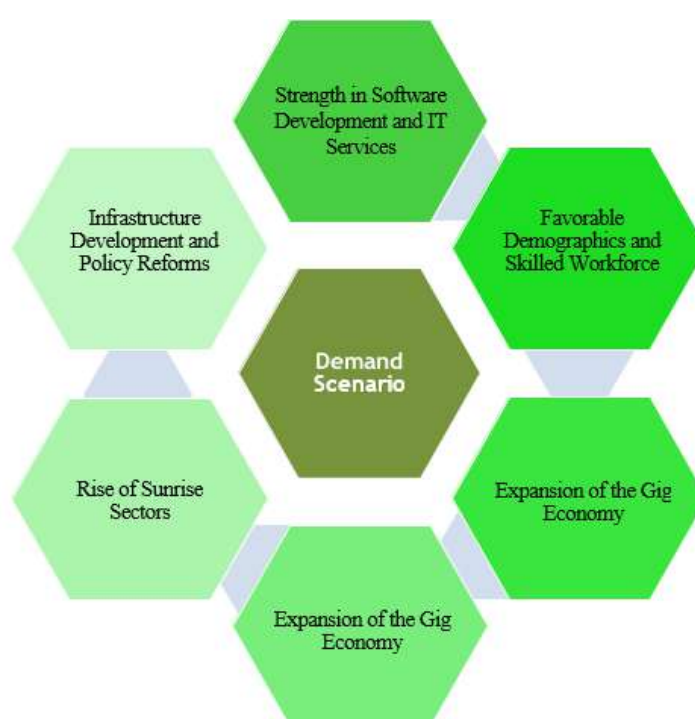 Strength in Software
Development and IT
Services
Favorable
Demographics and
Skilled Workforce
Infrastructure
Development and
Policy Reforms
Demand
Scenario
Expansion of the Gig
Economy
Rise of Sunrise
Sectors
Expansion of the Gig
Economy